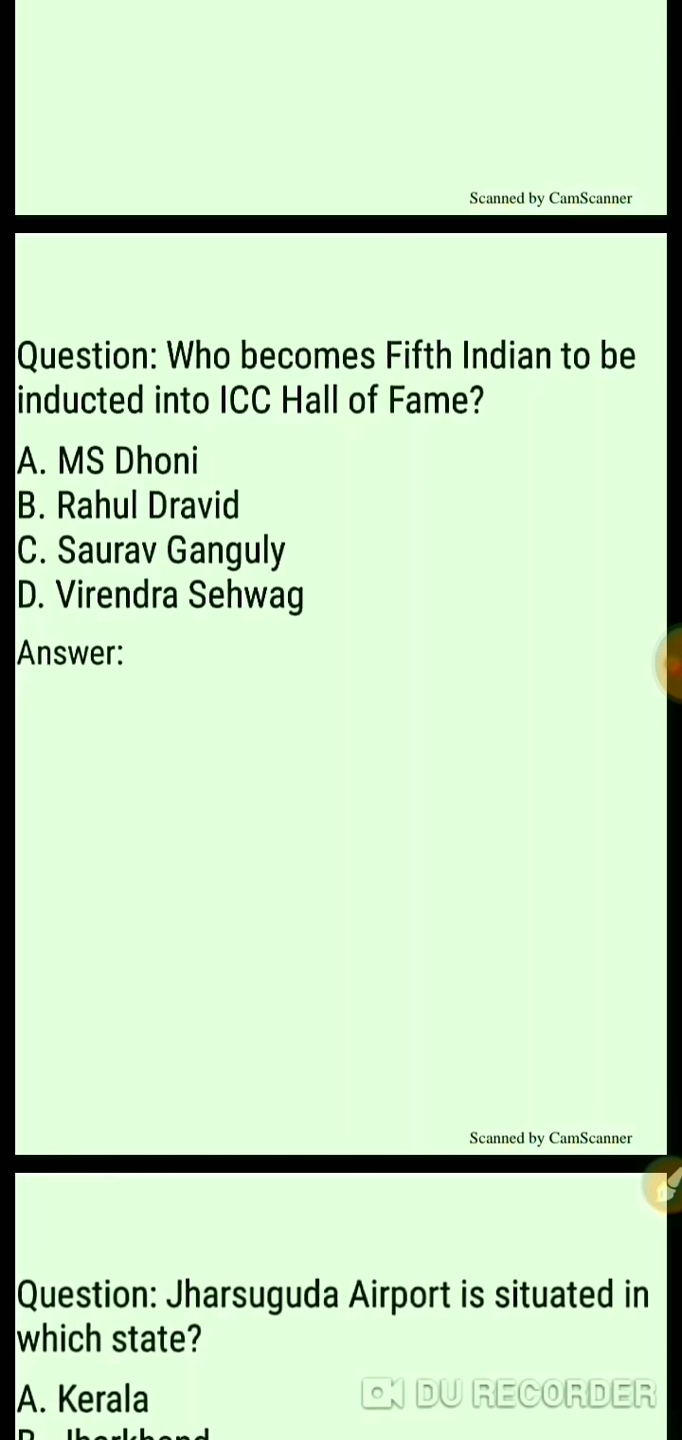 Scanned by CamScanner
Question: Who becomes Fifth Indian to be
inducted into ICC Hall of Fame?
A. MS Dhoni
B. Rahul Dravid
C. Saurav Ganguly
D. Virendra Sehwag
Answer:
Scanned by CamScanner
Question: Jharsuguda Airport is situated in
which state?
A. Kerala
DU RECORDER
B. Jharkhand